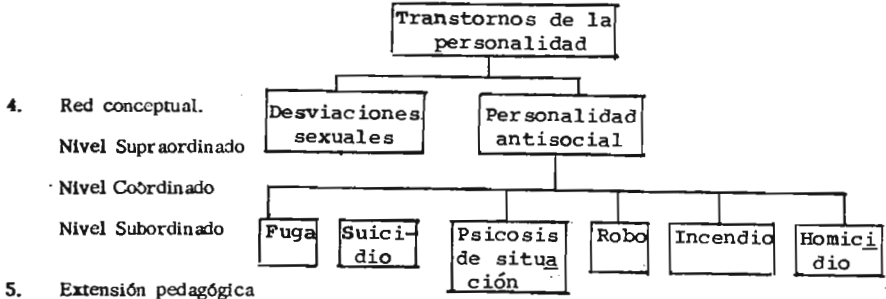 Transtornos de la
personalidad
4. Red conceptual.
Desviaciones
sexuales
Personalidad
antisocial
Nivel Supraordinado
Nivel Coordinado
Nivel Subordinado
Fuga
Suici-
dio
Psicosis
de situa
ción
Robo
Incendio
Homici
dio
5. Extensión pedagógica